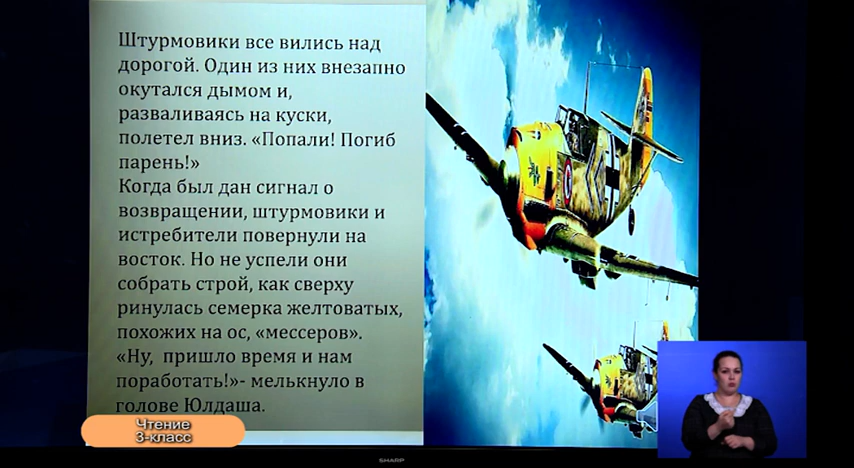 Штурмовики все вились над
дорогой. Один из них внезапно
окутался дымом и,
разваливаясь на куски,
полетел вниз. «Попали! Погиб
парень!»
Когда был дан сигнал о
возвращении, штурмовики и
истребители повернули на
восток. Но не успели они
собрать строй, как сверху
ринулась семерка желтоватых,
похожих на ос, «мессеров».
«Ну,  пришло время и нам
поработать!»- мелькнуло в
голове Юлдаша.
Чтение
3-класс
SHARP